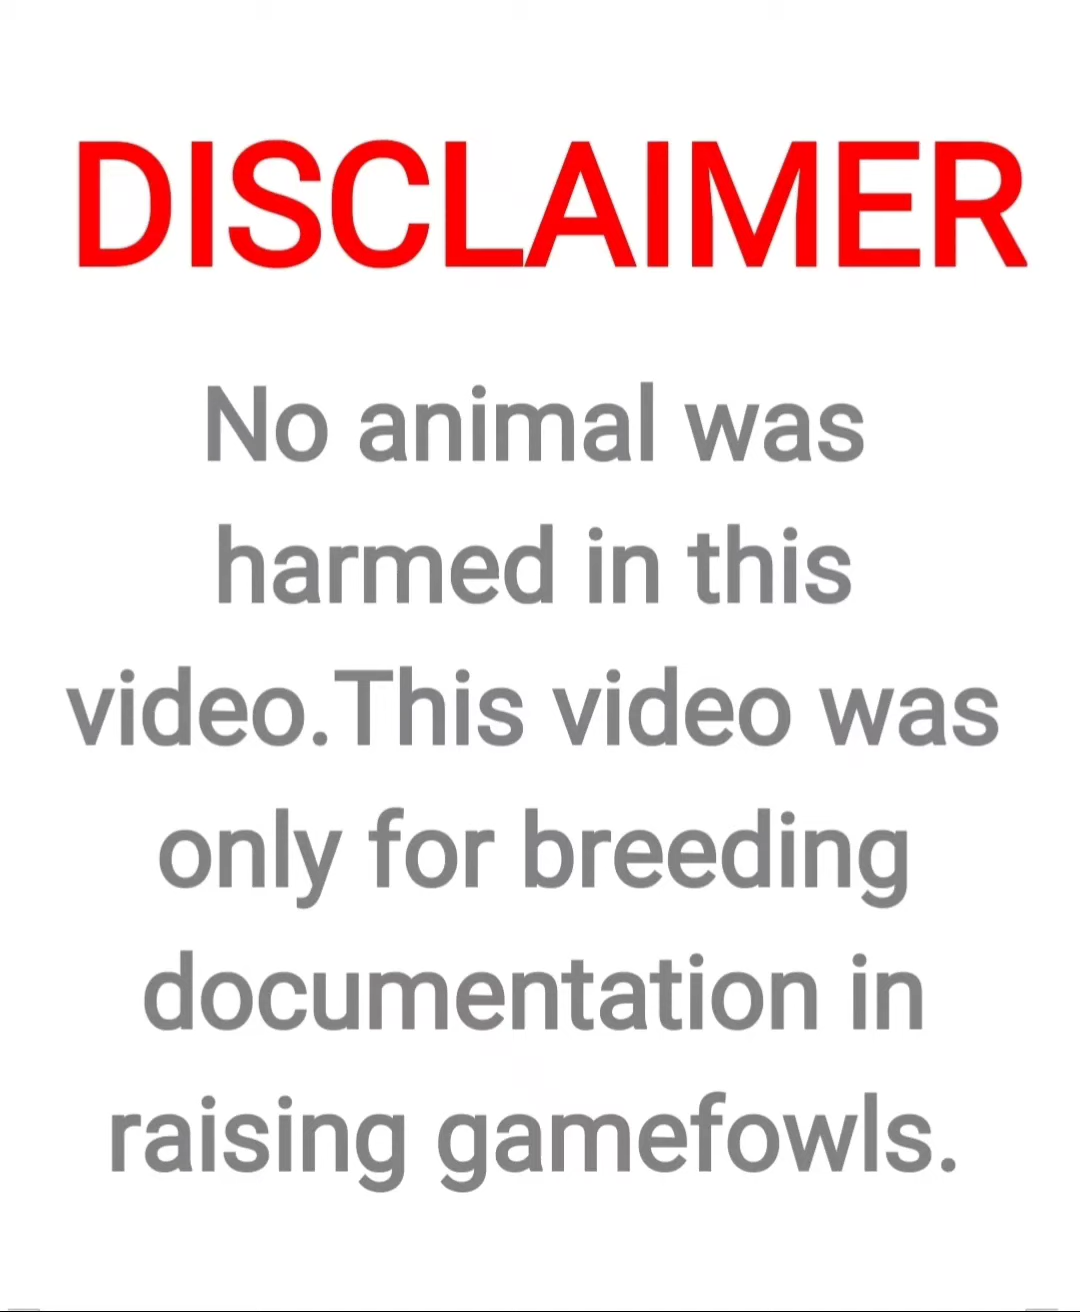 DISCLAIMER
No animal was
harmed in this
video.This video was
only for breeding
documentation in
raising gamefowls.